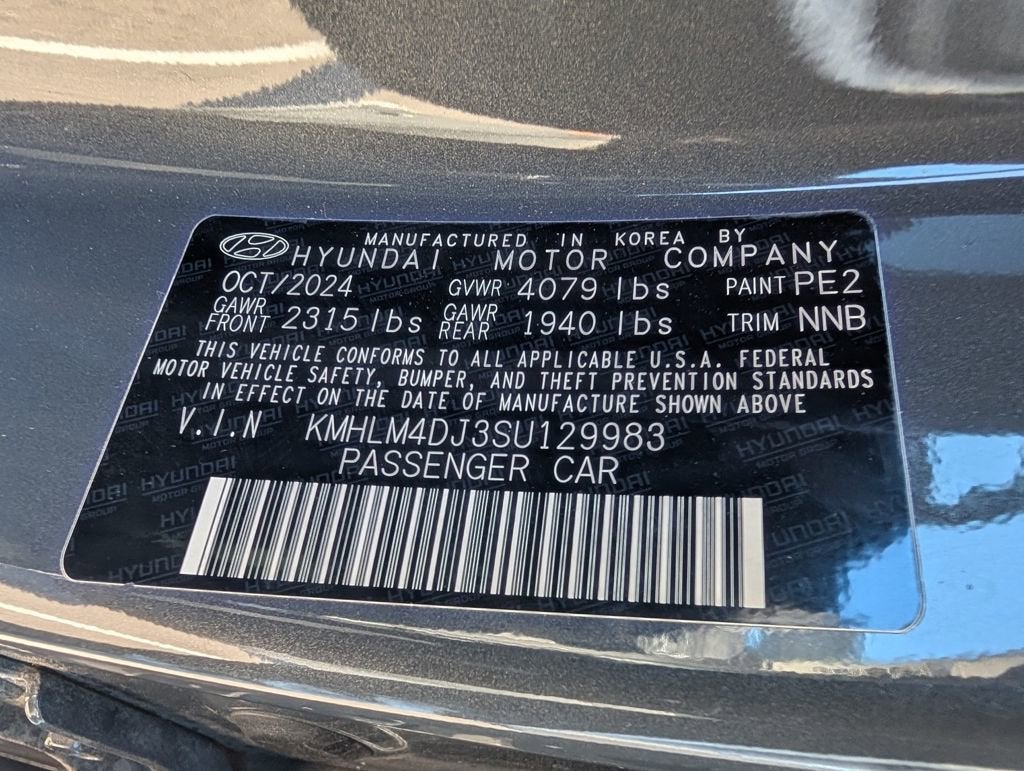 MANUFACTURED IN KOREA BY
HYUNDAI MOTOR COMPANY
OCT/2024 GVWR 4079 lbs PAINT PE2
GAWR FRONT 2315 lbs GAWR REAR 1940 lbs TRIM NNB
THIS VEHICLE CONFORMS TO ALL APPLICABLE U.S.A. FEDERAL
MOTOR VEHICLE SAFETY, BUMPER, AND THEFT PREVENTION STANDARDS
IN EFFECT ON THE DATE OF MANUFACTURE SHOWN ABOVE
V.I.N KMHLM4DJ3SU129983
PASSENGER CAR